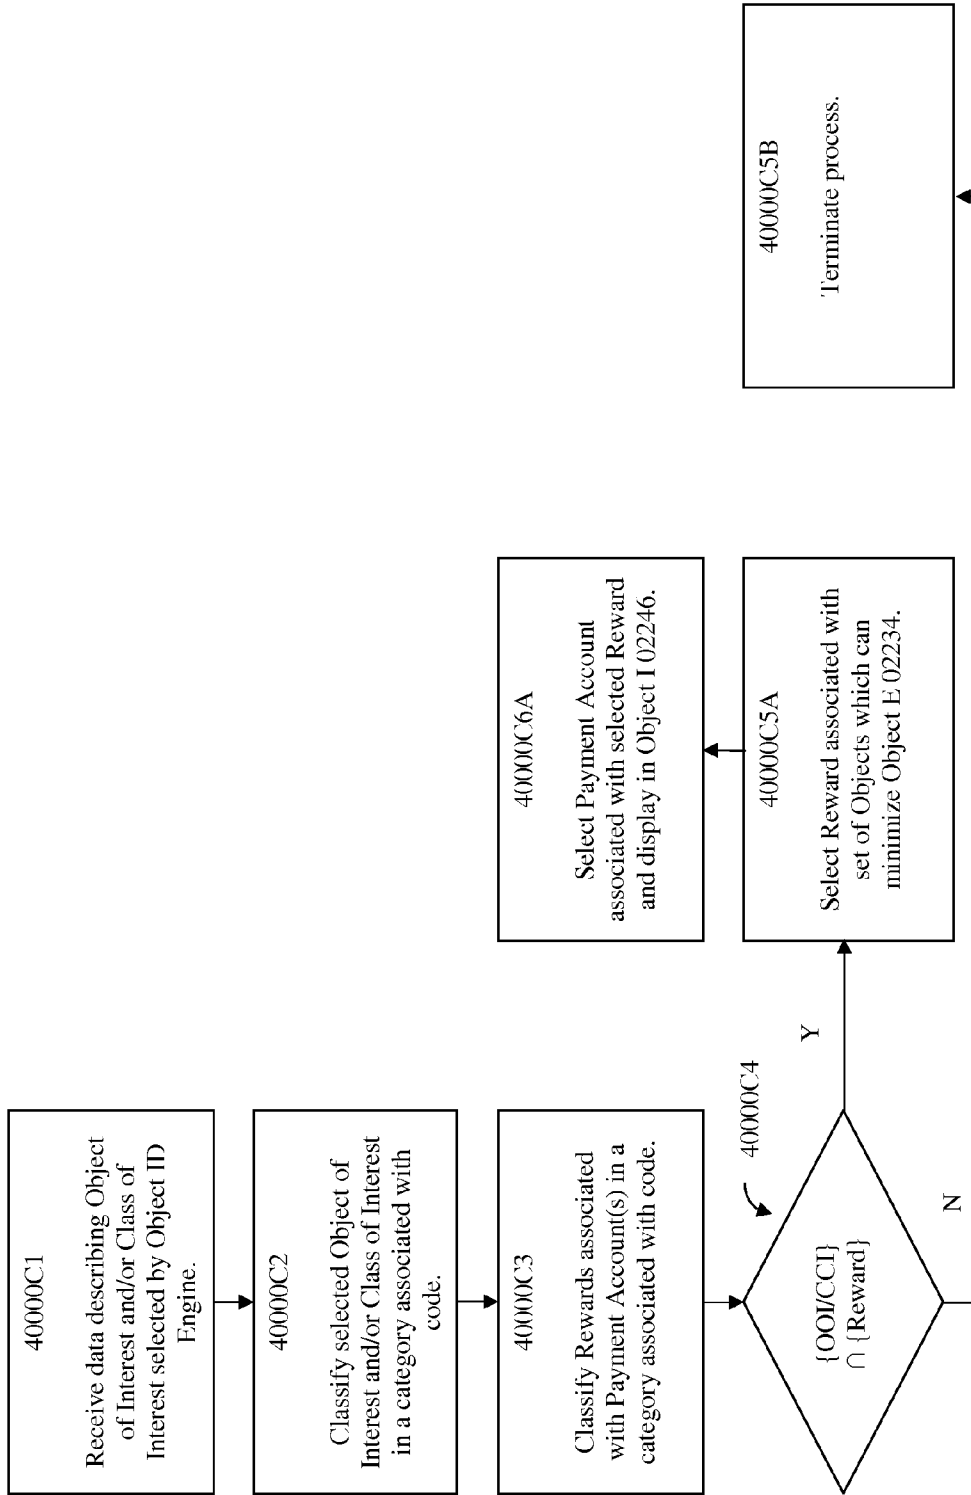 40000C1
Receive data describing Object
of Interest and/or Class of
Interest selected by Object ID
Engine.
40000C2
Classify selected Object of
Interest and/or Class of Interest
in a category associated with
code.
40000C3
Classify Rewards associated
with Payment Account(s) in a
category associated with code.
40000C4
{OOI/CCI}
∩ {Reward}
Y
N
40000C5A
Select Reward associated with
set of Objects which can
minimize Object E 02234.
40000C6A
Select Payment Account
associated with selected Reward
and display in Object I 02246.
40000C5B
Terminate process.